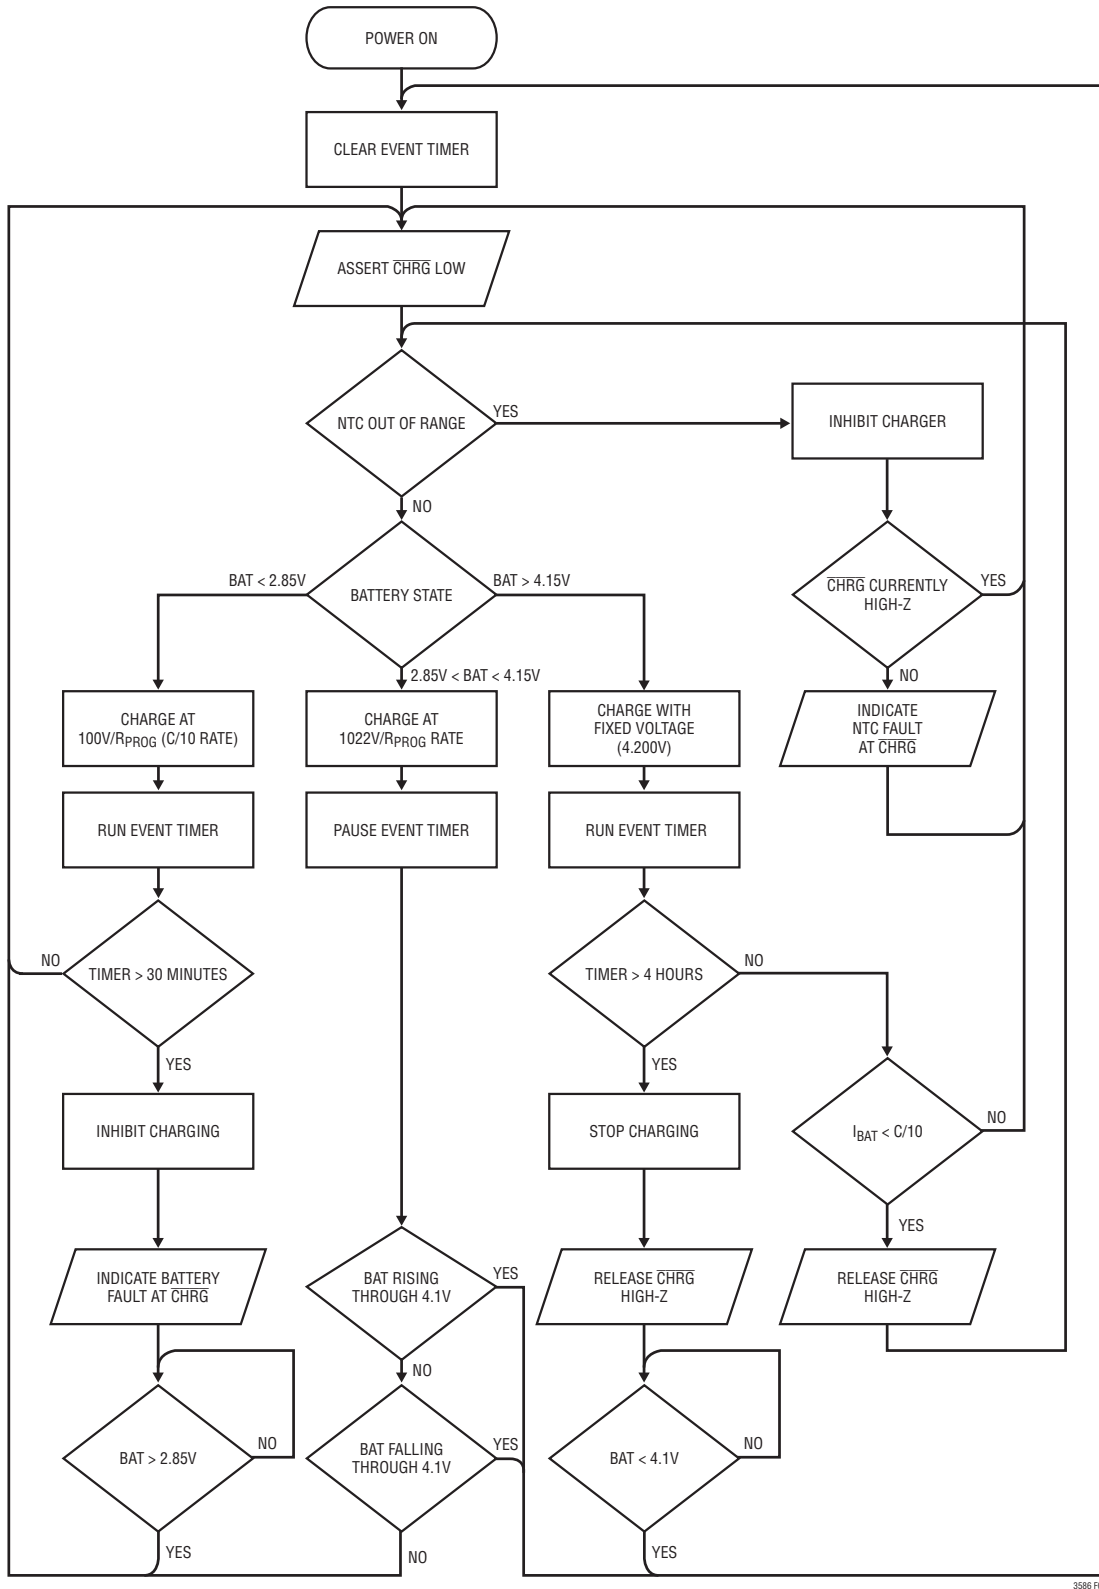 POWER ON
CLEAR EVENT TIMER
ASSERT CHRG LOW
NTC OUT OF RANGE
YES
INHIBIT CHARGER
NO
BAT < 2.85V
BATTERY STATE
BAT > 4.15V
CHRG CURRENTLY
HIGH-Z
YES
2.85V < BAT < 4.15V
NO
CHARGE AT
100V/RPROG (C/10 RATE)
CHARGE AT
1022V/RPROG RATE
CHARGE WITH
FIXED VOLTAGE
(4.200V)
INDICATE
NTC FAULT
AT CHRG
RUN EVENT TIMER
PAUSE EVENT TIMER
RUN EVENT TIMER
NO
TIMER > 30 MINUTES
TIMER > 4 HOURS
NO
YES
YES
INHIBIT CHARGING
STOP CHARGING
IBAT < C/10
NO
YES
INDICATE BATTERY
FAULT AT CHRG
BAT RISING
THROUGH 4.1V
YES
RELEASE CHRG
HIGH-Z
RELEASE CHRG
HIGH-Z
NO
BAT > 2.85V
NO
BAT FALLING
THROUGH 4.1V
YES
BAT < 4.1V
NO
YES
NO
YES
3586